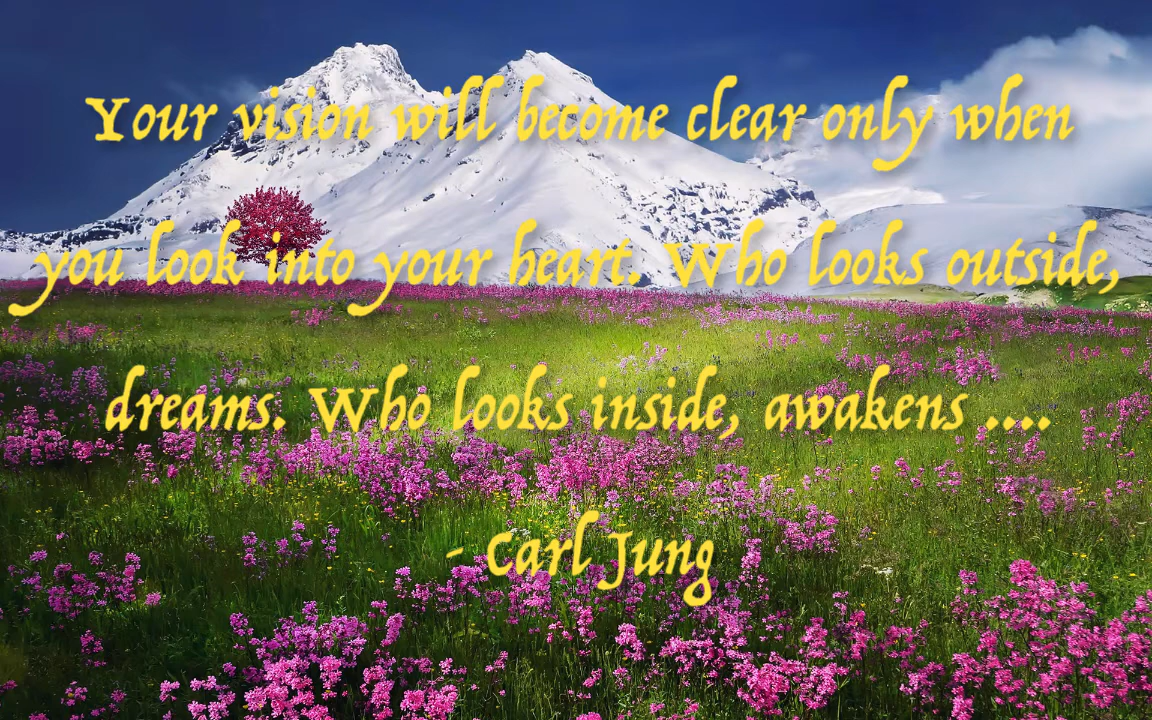 Your vision will become clear only when
you look into your heart. Who looks outside,
dreams. Who looks inside, awakens ....
- Carl Jung